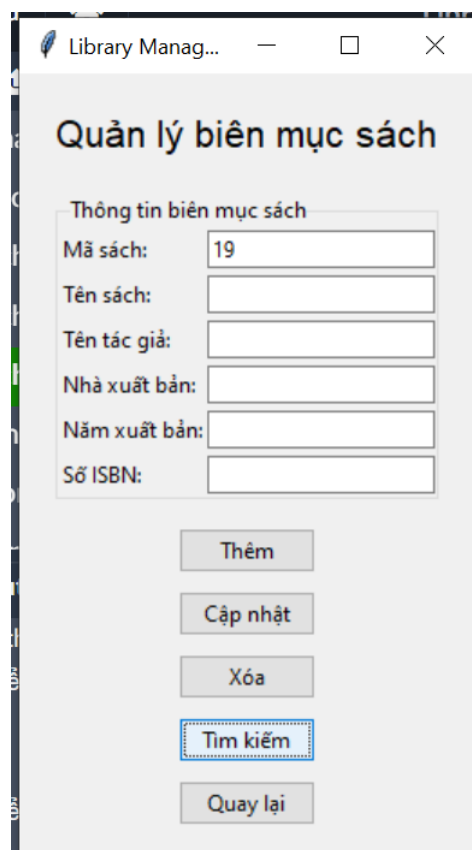 Library Manag...
Quản lý biên mục sách
Thông tin biên mục sách
Mã sách: 19
Tên sách:
Tên tác giả:
Nhà xuất bản:
Năm xuất bản:
Số ISBN:
Thêm
Cập nhật
Xóa
Tìm kiếm
Quay lại